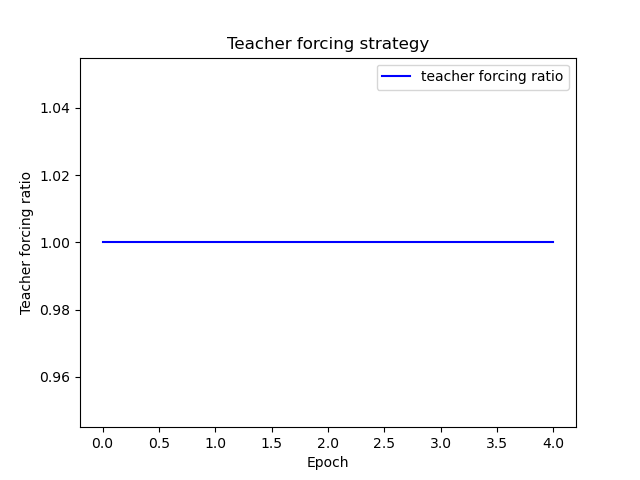 Teacher forcing strategy
teacher forcing ratio
Teacher forcing ratio
1.04
1.02
1.00
0.98
0.96
0.0 0.5 1.0 1.5 2.0 2.5 3.0 3.5 4.0
Epoch